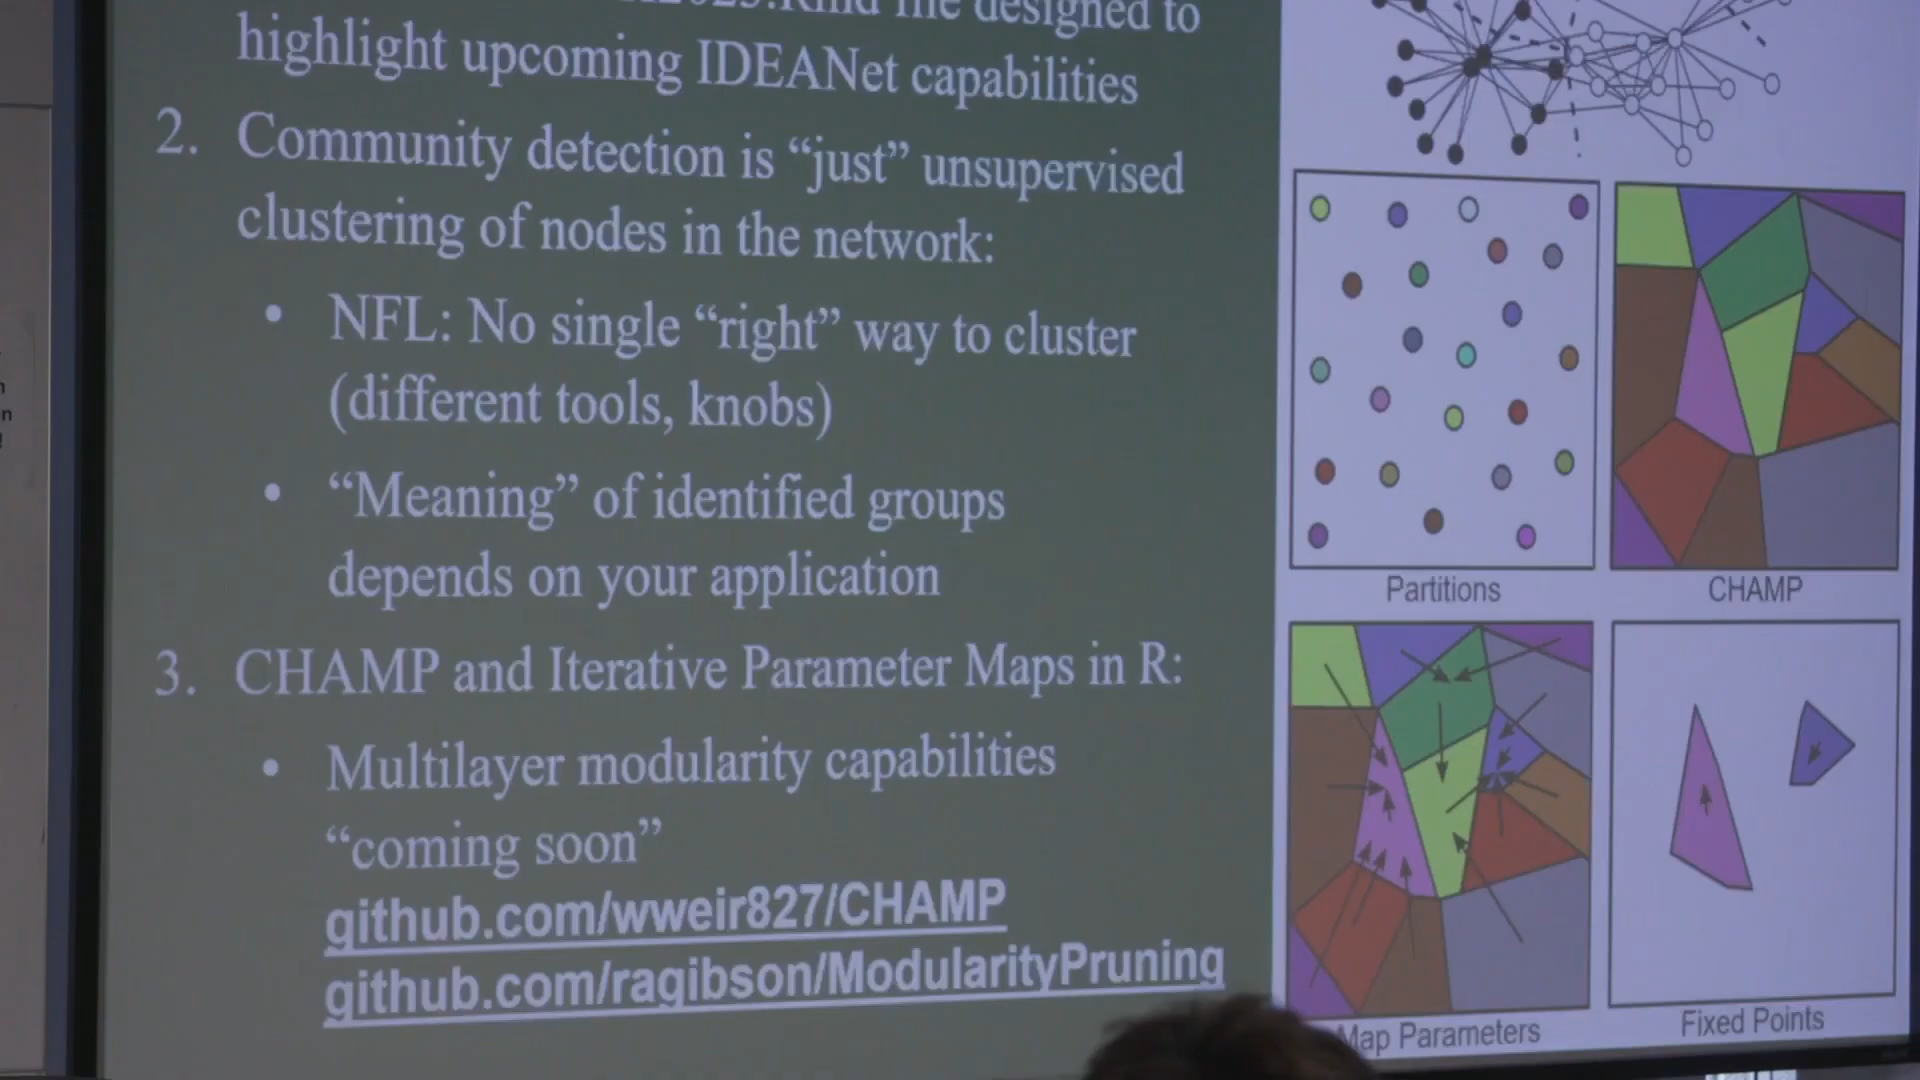 designed to
highlight upcoming IDEANet capabilities
2. Community detection is “just” unsupervised
clustering of nodes in the network:
• NFL: No single “right” way to cluster
(different tools, knobs)
• “Meaning” of identified groups
depends on your application
3. CHAMP and Iterative Parameter Maps in R:
• Multilayer modularity capabilities
“coming soon”
github.com/wweir827/CHAMP
github.com/ragibson/ModularityPruning
Partitions
CHAMP
Map Parameters
Fixed Points